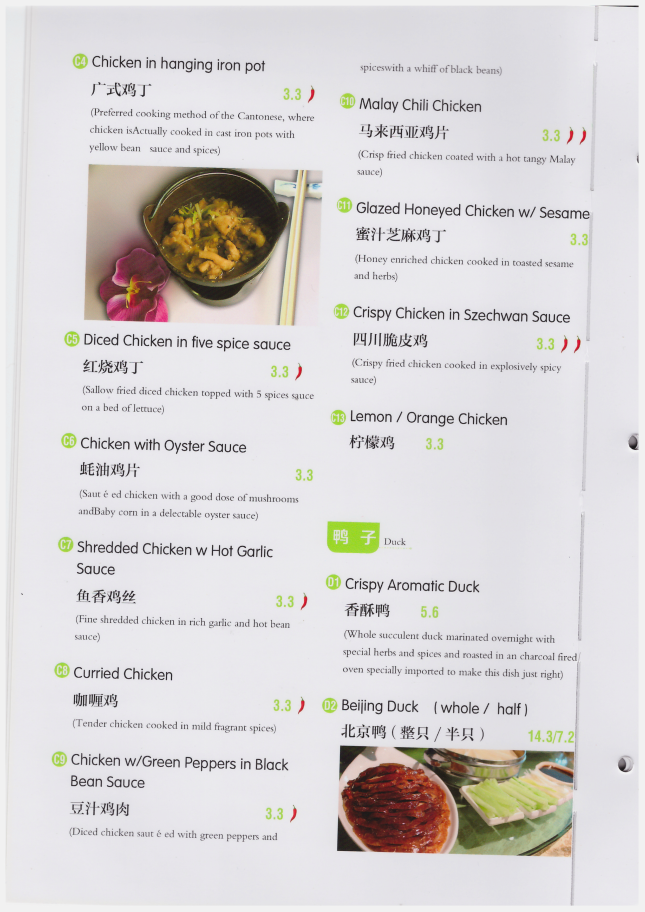 C4 Chicken in hanging iron pot
广式鸡丁 3.3
(Preferred cooking method of the Cantonese, where
chicken isActually cooked in cast iron pots with
yellow bean sauce and spices)
C5 Diced Chicken in five spice sauce
红烧鸡丁 3.3
(Sallow fried diced chicken topped with 5 spices sauce
on a bed of lettuce)
C6 Chicken with Oyster Sauce
蚝油鸡片 3.3
(Saut è ed chicken with a good dose of mushrooms
andBaby corn in a delectable oyster sauce)
C7 Shredded Chicken w Hot Garlic
Sauce
鱼香鸡丝 3.3
(Fine shredded chicken in rich garlic and hot bean
sauce)
C8 Curried Chicken
咖喱鸡 3.3
(Tender chicken cooked in mild fragrant spices)
C9 Chicken w/Green Peppers in Black
Bean Sauce
豆汁鸡肉 3.3
(Diced chicken saut è ed with green peppers and
spiceswith a whiff of black beans)
C10 Malay Chili Chicken
马来西亚鸡片 3.3
(Crisp fried chicken coated with a hot tangy Malay
sauce)
C11 Glazed Honeyed Chicken w/ Sesame
蜜汁芝麻鸡丁 3.3
(Honey enriched chicken cooked in toasted sesame
and herbs)
C12 Crispy Chicken in Szechwan Sauce
四川脆皮鸡 3.3
(Crispy fried chicken cooked in explosively spicy
sauce)
C13 Lemon / Orange Chicken
柠檬鸡 3.3
鸭 子 Duck
D1 Crispy Aromatic Duck
香酥鸭 5.6
(Whole succulent duck marinated overnight with
special herbs and spices and roasted in an charcoal fired/
oven specially imported to make this dish just right)
D2 Beijing Duck ( whole / half )
北京鸭 ( 整只 / 半只 ) 14.3/7.2